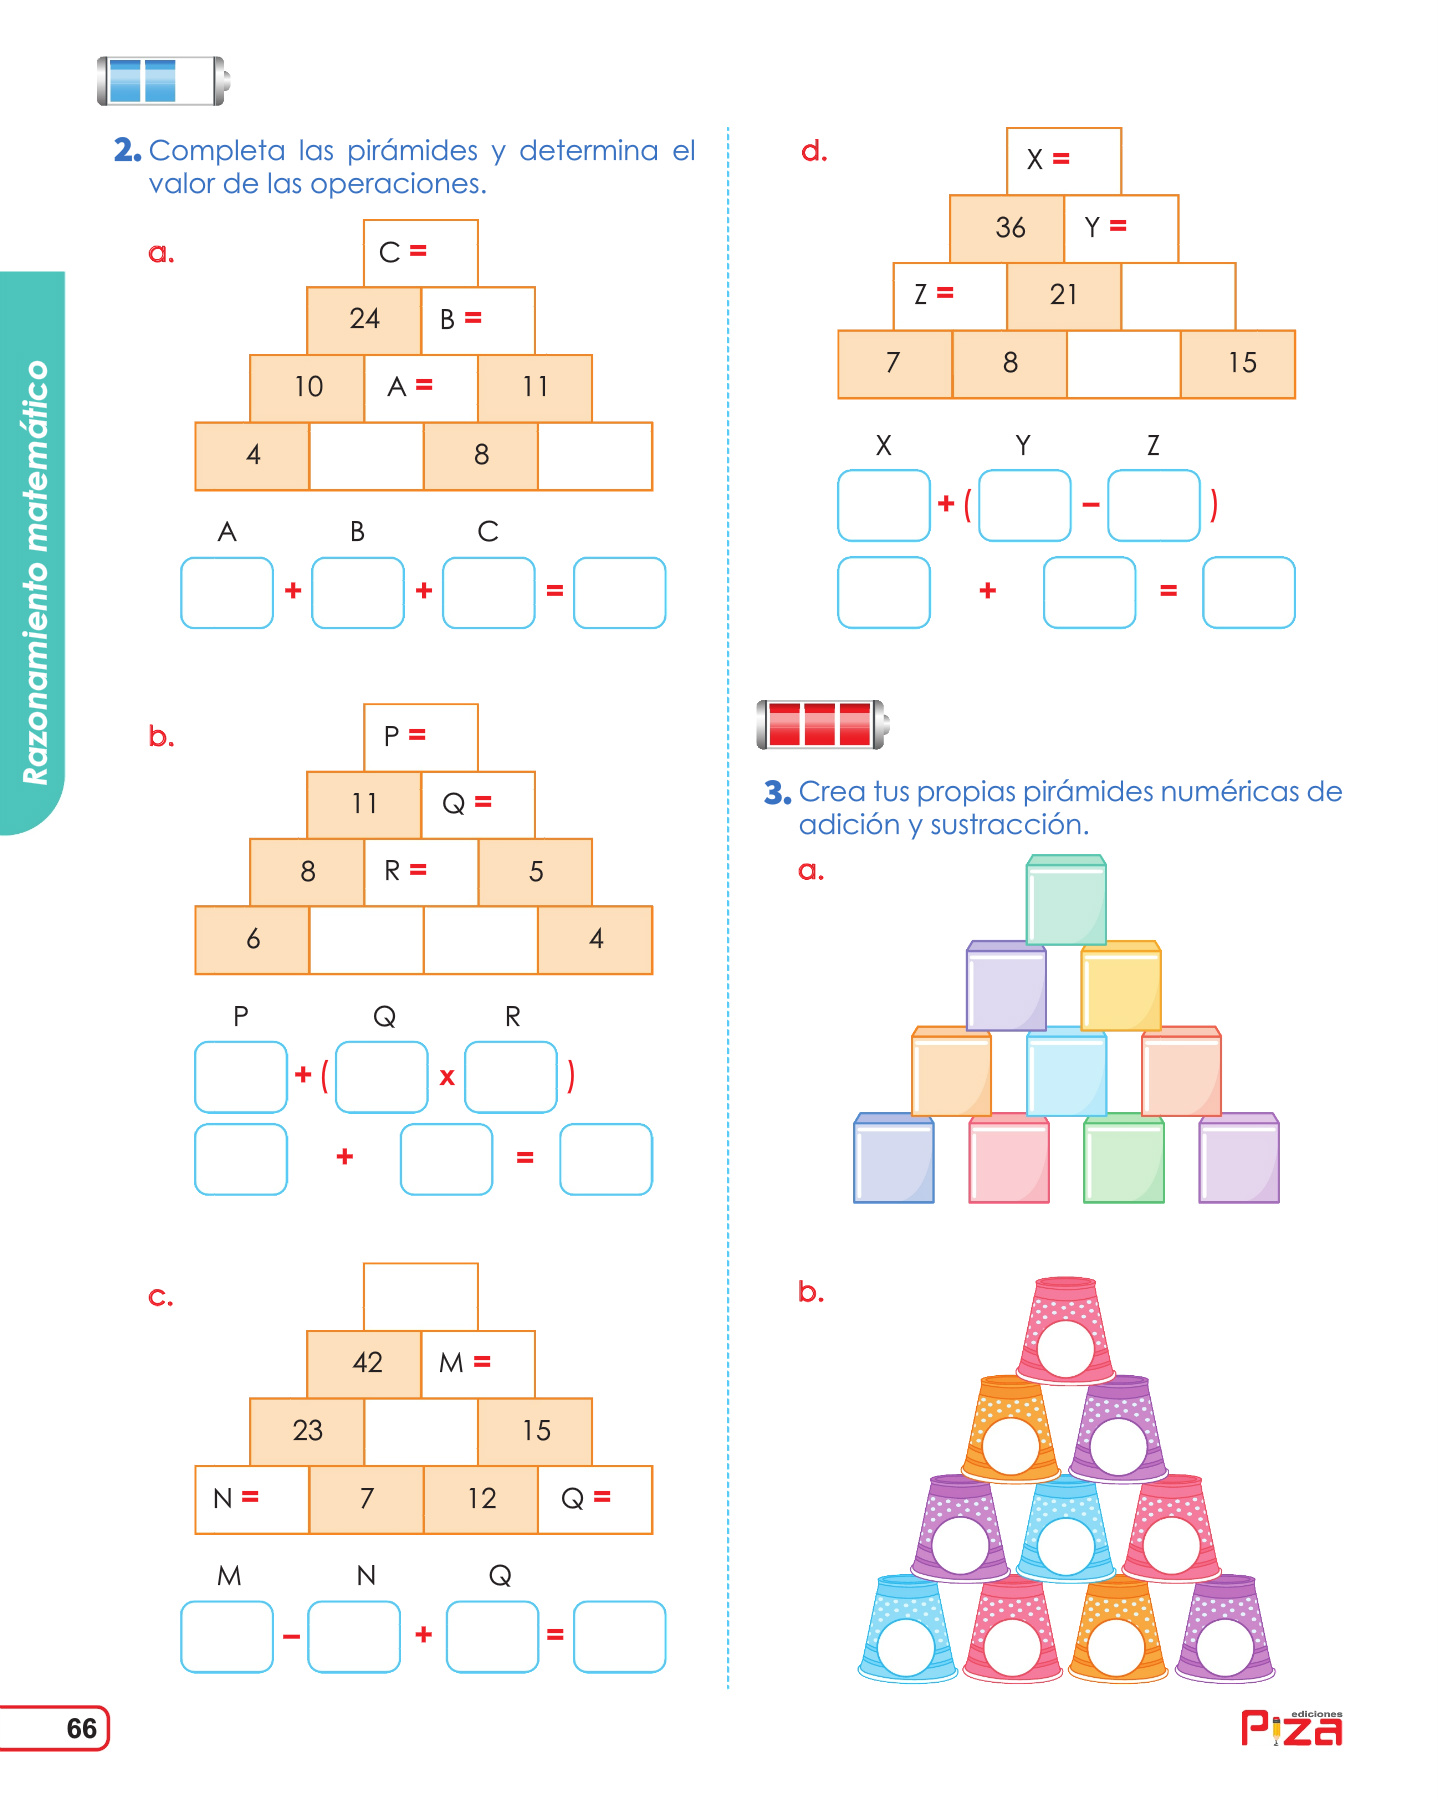 Razonamiento matemático
2. Completa las pirámides y determina el
valor de las operaciones.
a.
C =
24 B =
10 A = 11
4 8
A B C
+ + =
b.
P =
11 Q =
8 R = 5
6 4
P Q R
+ ( x )
+ =
c.
42 M =
23 15
N = 7 12 Q =
M N Q
– + =
d.
X =
36 Y =
Z = 21
7 8 15
X Y Z
+ ( – )
+ =
3. Crea tus propias pirámides numéricas de
adición y sustracción.
a.
b.
66
ediciones
Piza